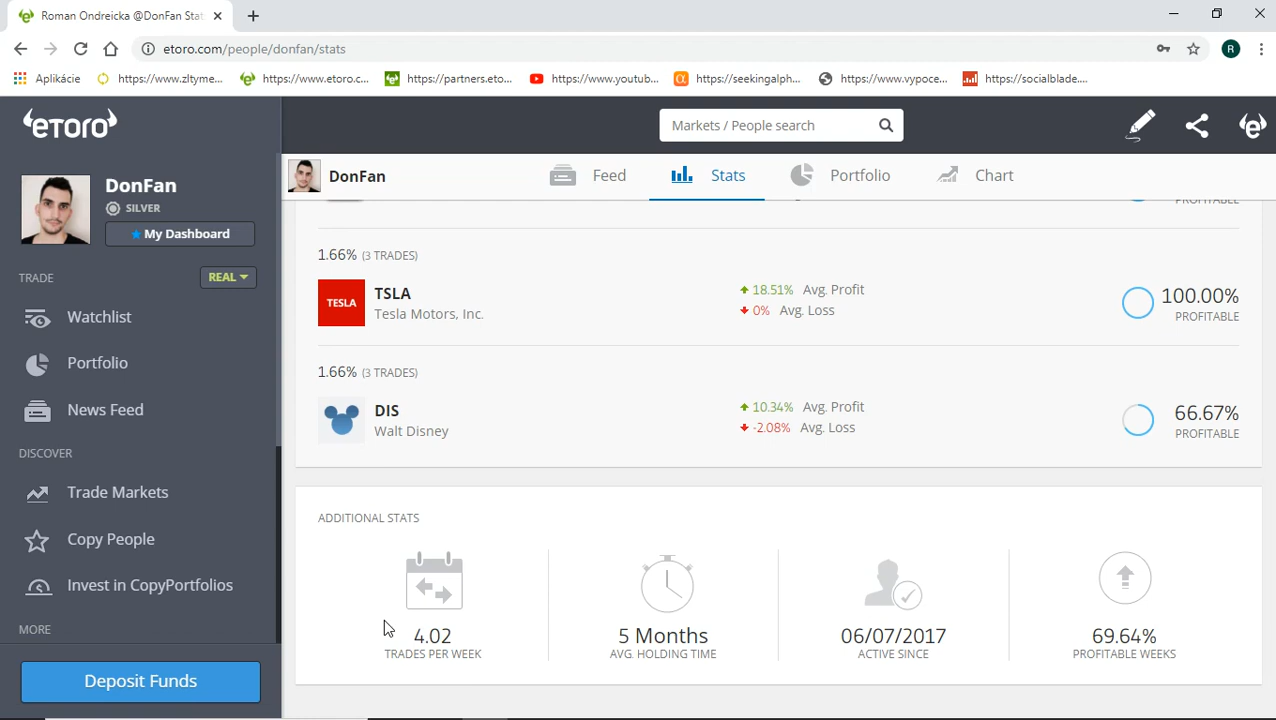 Roman Ondreicka @DonFan Stat
etoro.com/people/donfan/stats
Aplikácie https://www.zltyme... https://www.etoro.c... https://partners.eto... https://www.youtub... https://seekingalph... https://www.vypoce... https://socialblade....
eToro
Markets / People search
DonFan
SILVER
My Dashboard
TRADE
REAL
Watchlist
Portfolio
News Feed
DISCOVER
Trade Markets
Copy People
Invest in CopyPortfolios
MORE
Deposit Funds
DonFan Feed Stats Portfolio Chart
PROFITABLE
1.66% (3 TRADES)
TESLA
TSLA
Tesla Motors, Inc.
18.51% Avg. Profit
0% Avg. Loss
100.00%
PROFITABLE
1.66% (3 TRADES)
DIS
Walt Disney
10.34% Avg. Profit
-2.08% Avg. Loss
66.67%
PROFITABLE
ADDITIONAL STATS
4.02
TRADES PER WEEK
5 Months
AVG. HOLDING TIME
06/07/2017
ACTIVE SINCE
69.64%
PROFITABLE WEEKS
R